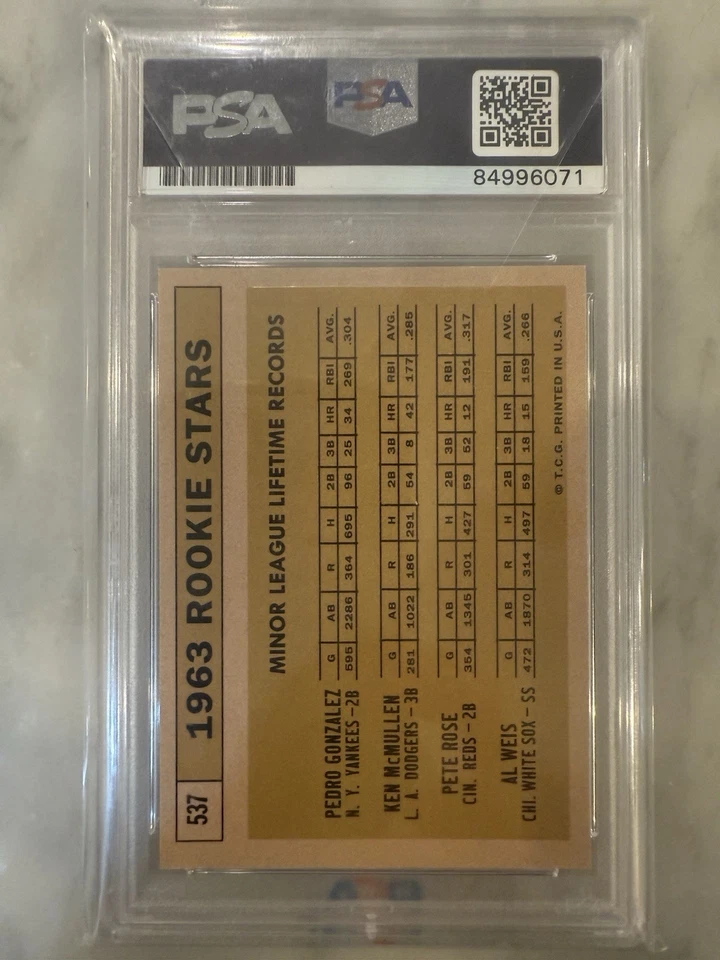 PSA
PSA
84996071
537 1963 ROOKIE STARS
MINOR LEAGUE LIFETIME RECORDS
G AB R H 2B 3B HR RBI AVG.
PEDRO GONZALEZ
N. Y. YANKEES – 2B
595 2286 364 695 96 25 34 269 .304
G AB R H 2B 3B HR RBI AVG.
KEN McMULLEN
L. A. DODGERS – 3B
281 1022 186 291 54 8 42 177 .285
G AB R H 2B 3B HR RBI AVG.
PETE ROSE
CIN. REDS – 2B
354 1345 301 427 59 52 12 191 .317
G AB R H 2B 3B HR RBI AVG.
AL WEIS
CHI. WHITE SOX – SS
472 1870 314 497 59 18 15 159 .266
© T.C.G. PRINTED IN U.S.A.